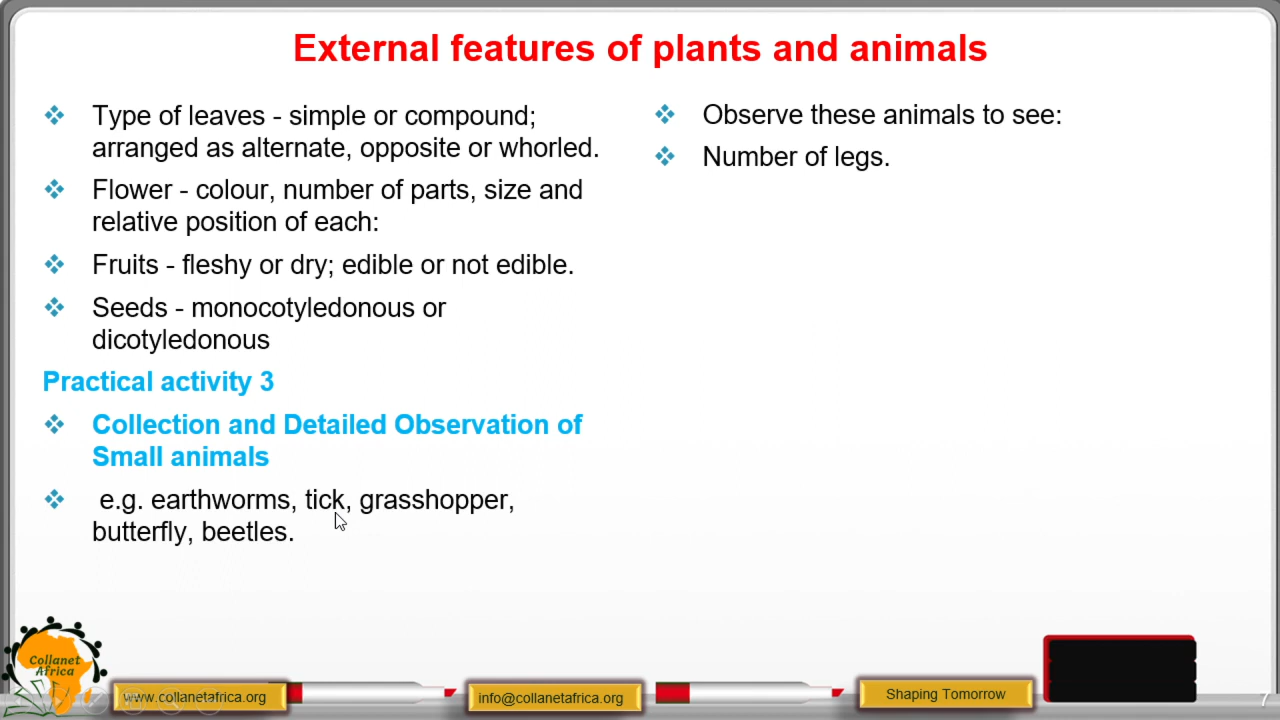 External features of plants and animals
Type of leaves - simple or compound;
arranged as alternate, opposite or whorled.
Flower - colour, number of parts, size and
relative position of each:
Fruits - fleshy or dry; edible or not edible.
Seeds - monocotyledonous or
dicotyledonous
Practical activity 3
Collection and Detailed Observation of
Small animals
e.g. earthworms, tick, grasshopper,
butterfly, beetles.
Observe these animals to see:
Number of legs.
Collanet
Africa
www.collanetafrica.org
info@collanetafrica.org
Shaping Tomorrow
7